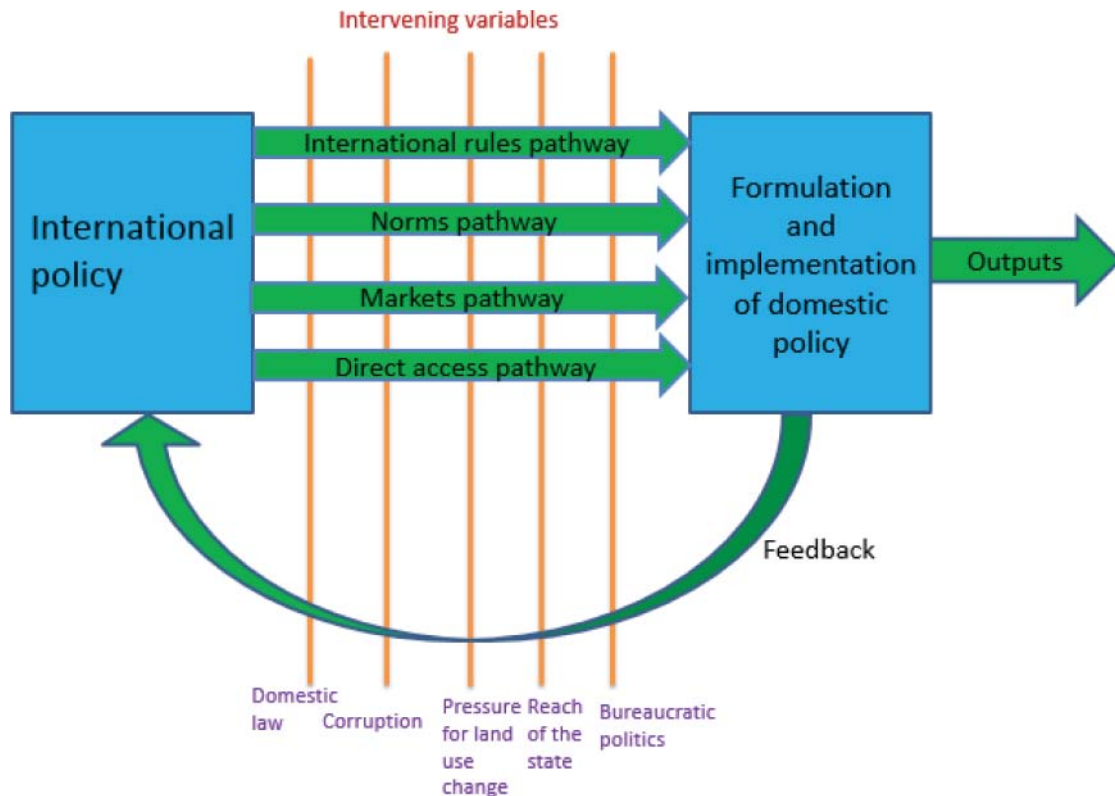 Intervening variables
International rules pathway
Norms pathway
Markets pathway
Direct access pathway
International
policy
Formulation
and
implementation
of domestic
policy
Outputs
Feedback
Domestic
law
Corruption
Pressure
for land
use
change
Reach
of the
state
Bureaucratic
politics